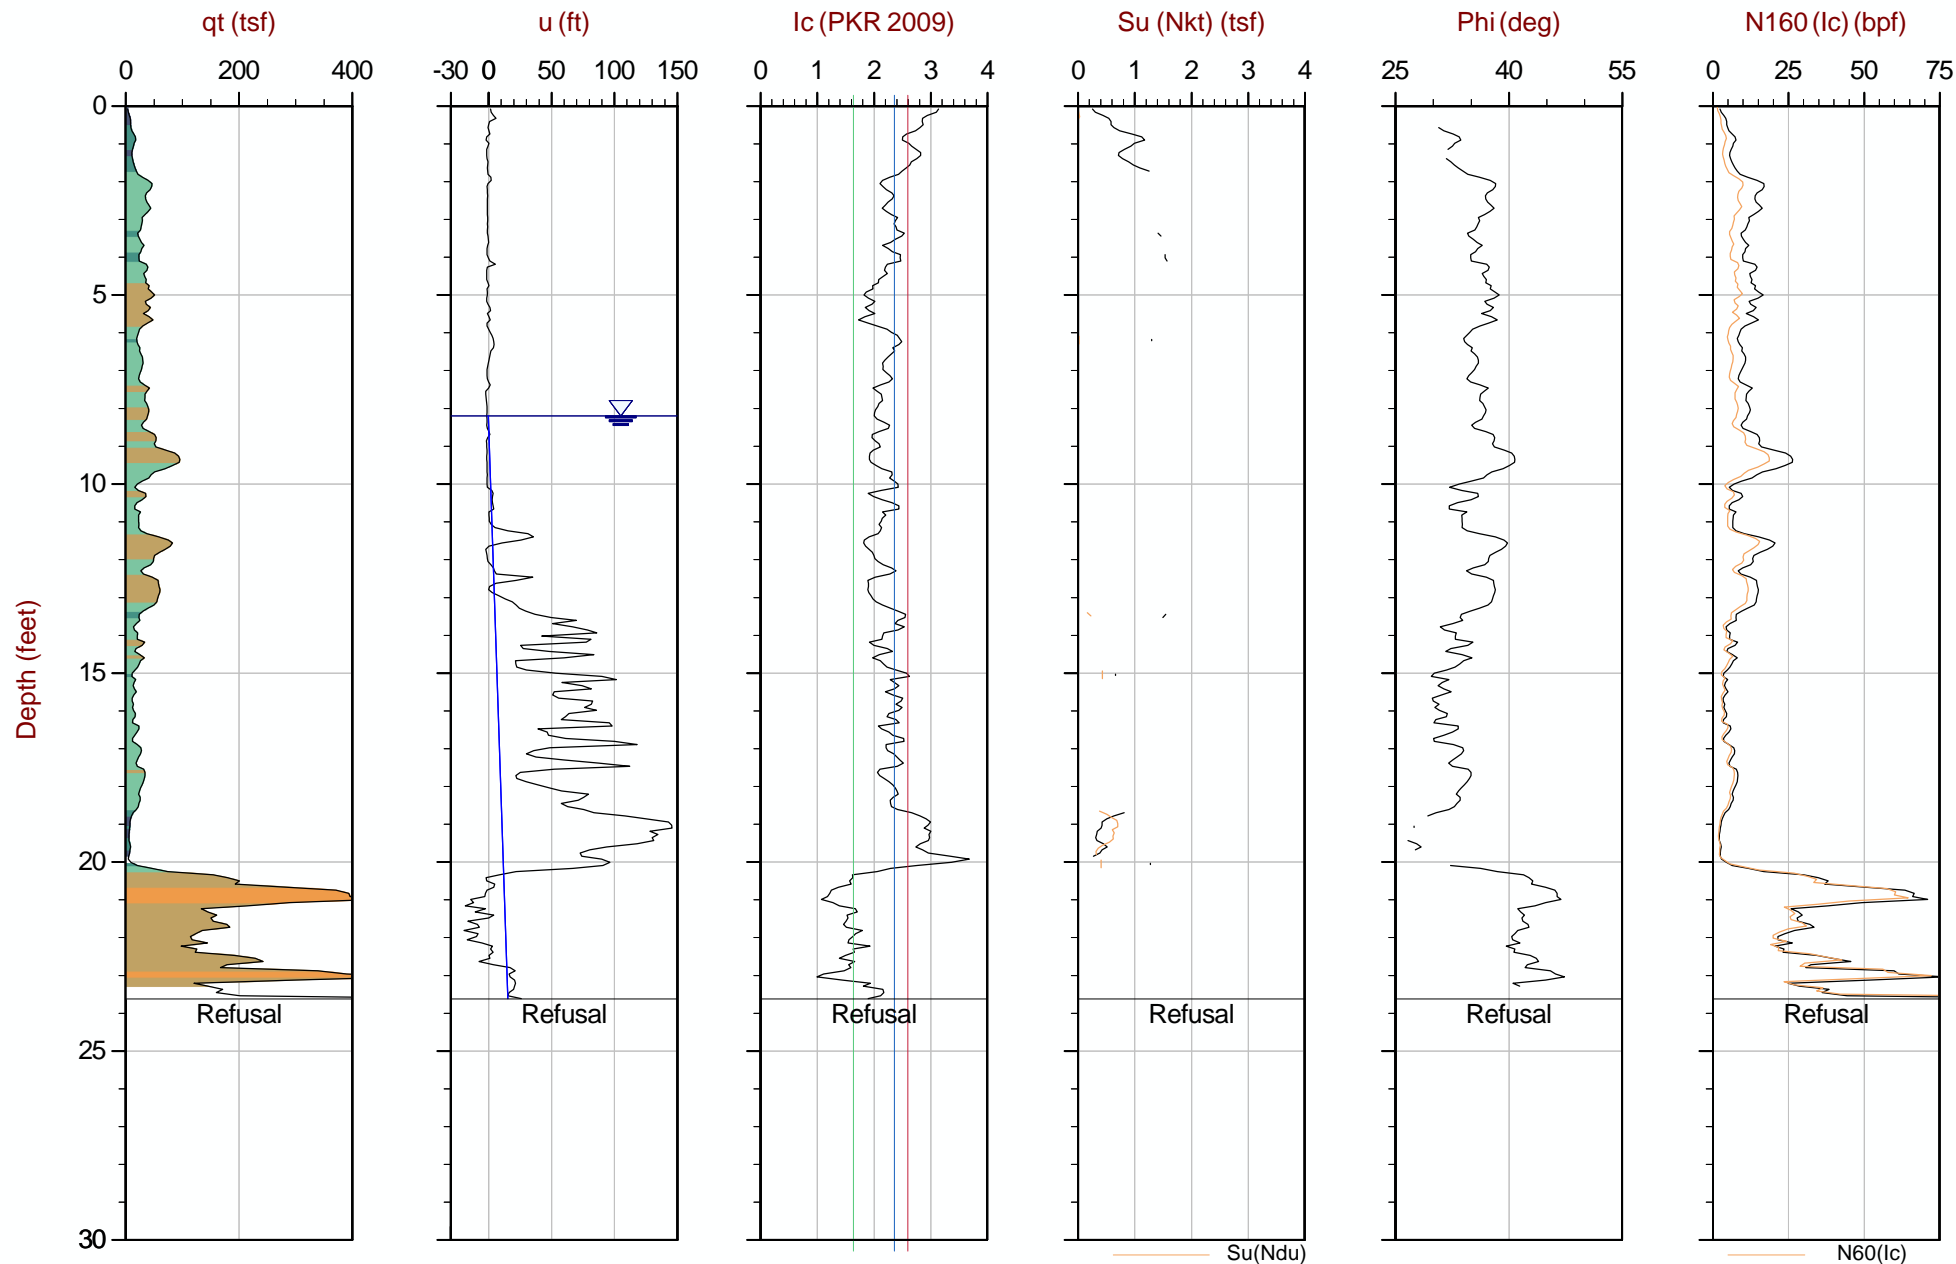 qt (tsf) u (ft) Ic (PKR 2009) Su (Nkt) (tsf) Phi (deg) N160 (Ic) (bpf)
0 200 400 -30 0 50 100 150 0 1 2 3 4 0 1 2 3 4 25 40 55 0 25 50 75
0
5
10
Depth (feet)
15
20
Refusal Refusal Refusal Refusal Refusal Refusal
25
30
Su(Ndu) N60(Ic)